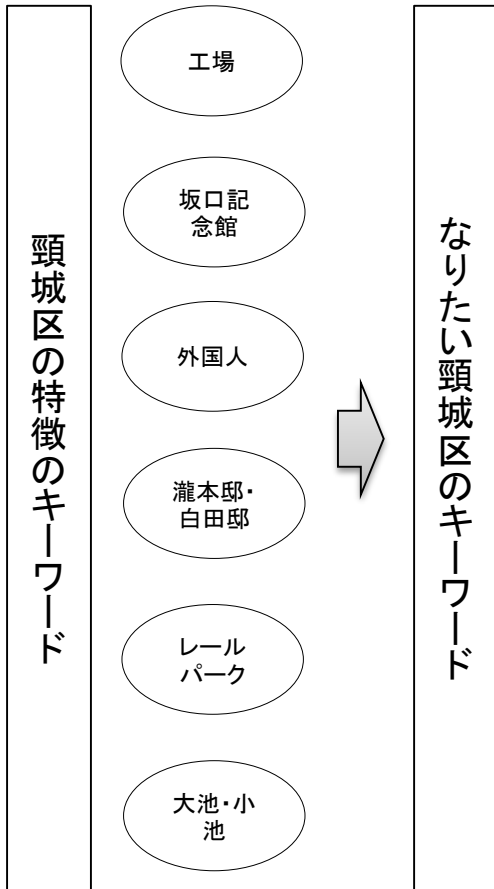 頸城区の特徴のキーワード
工場
坂口記
念館
外国人
瀧本邸・
白田邸
レール
パーク
大池・小
池
なりたい頸城区のキーワード